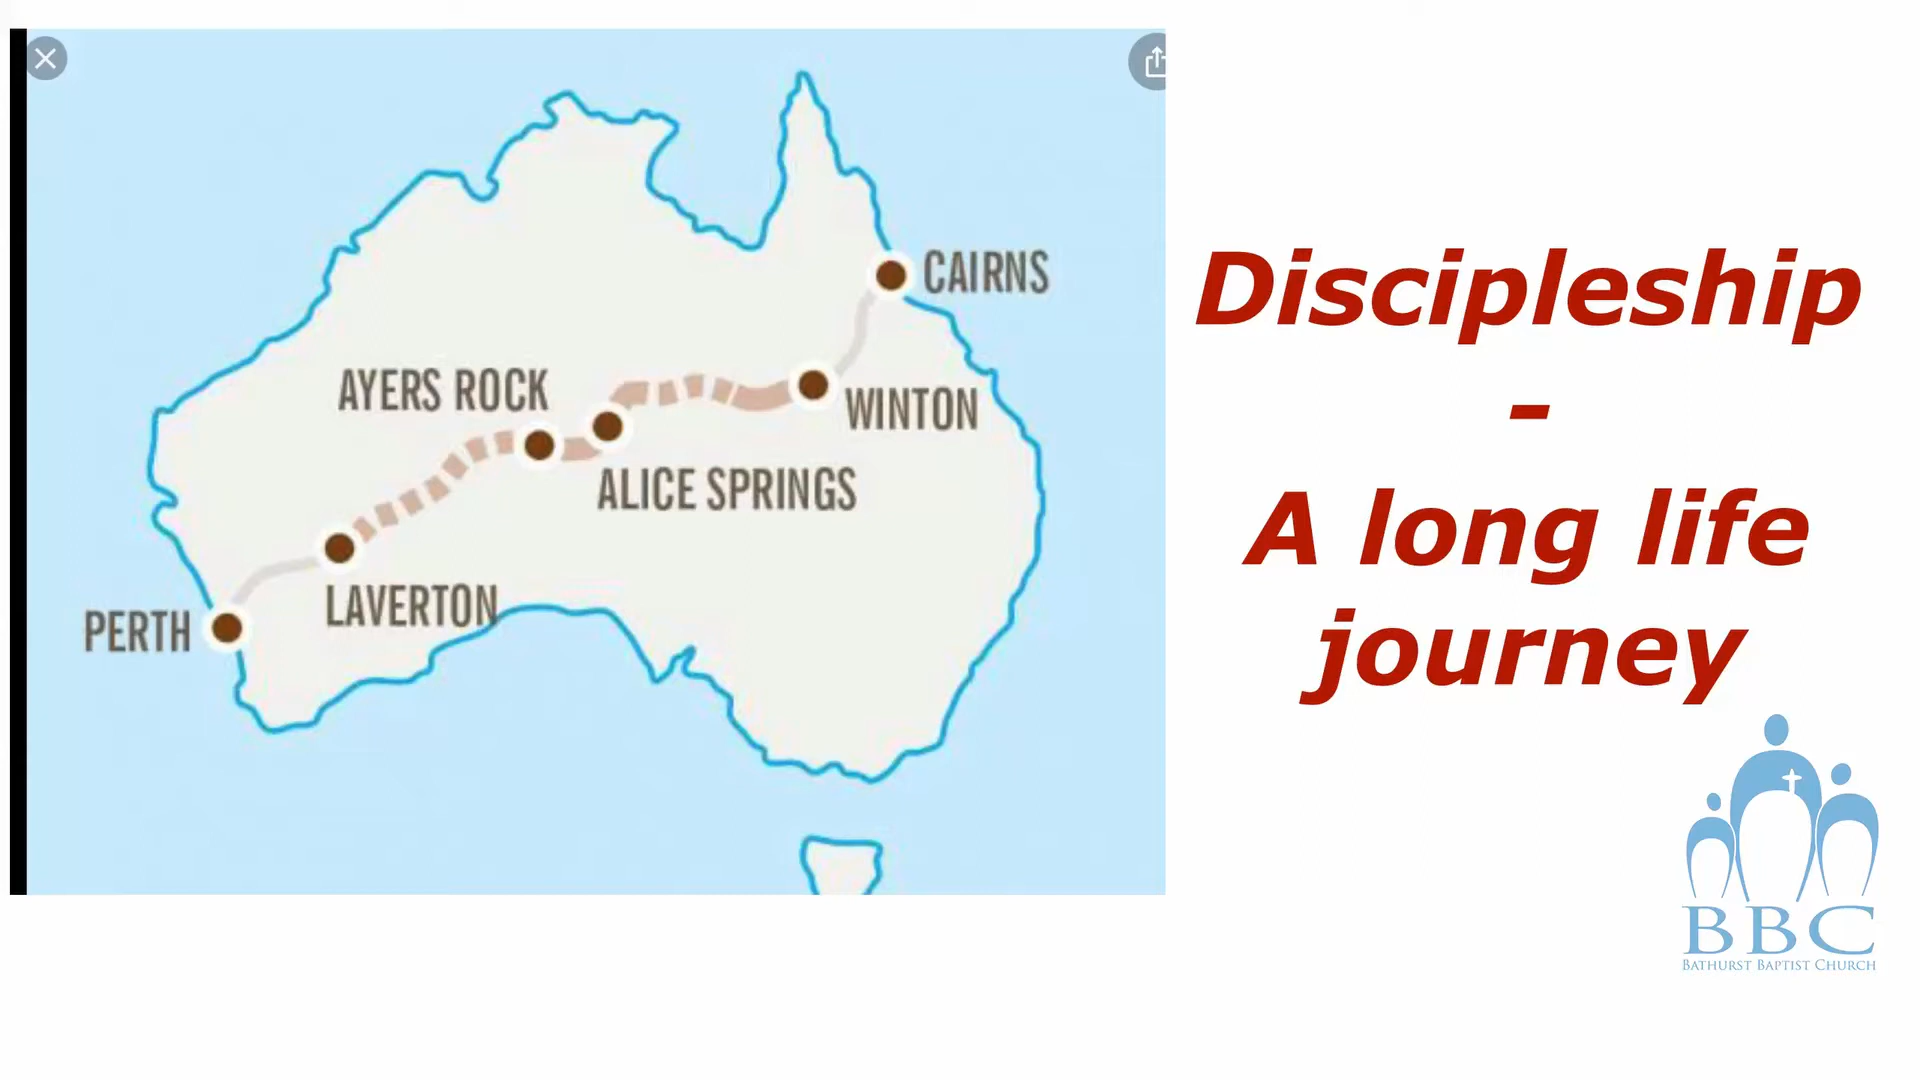 CAIRNS
AYERS ROCK
WINTON
ALICE SPRINGS
LAVERTON
PERTH
Discipleship
-
A long life
journey
BBC
BATHURST BAPTIST CHURCH